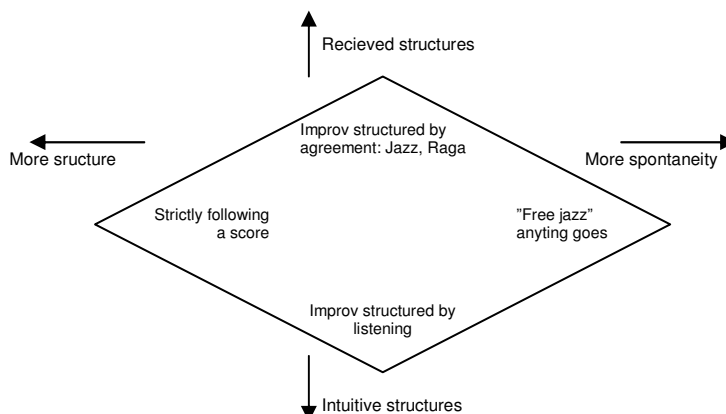 Recieved structures
Improv structured by
agreement: Jazz, Raga
More sructure
More spontaneity
Strictly following
a score
”Free jazz”
anyting goes
Improv structured by
listening
Intuitive structures